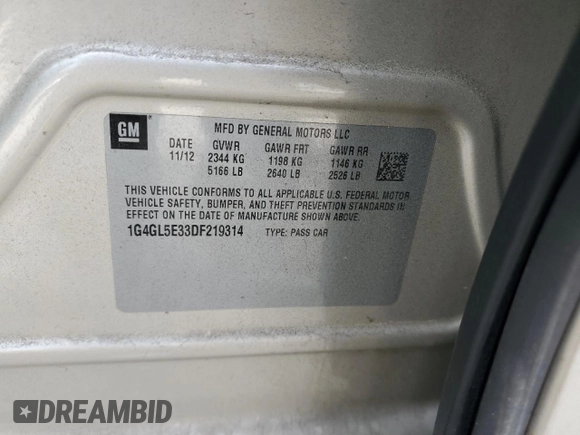 GM
MFD BY GENERAL MOTORS LLC
DATE GVWR GAWR FRT GAWR RR
11/12 2344 KG 1198 KG 1146 KG
5166 LB 2640 LB 2526 LB
THIS VEHICLE CONFORMS TO ALL APPLICABLE U.S. FEDERAL MOTOR
VEHICLE SAFETY, BUMPER, AND THEFT PREVENTION STANDARDS IN
EFFECT ON THE DATE OF MANUFACTURE SHOWN ABOVE.
1G4GL5E33DF219314 TYPE: PASS CAR
DREAMBID